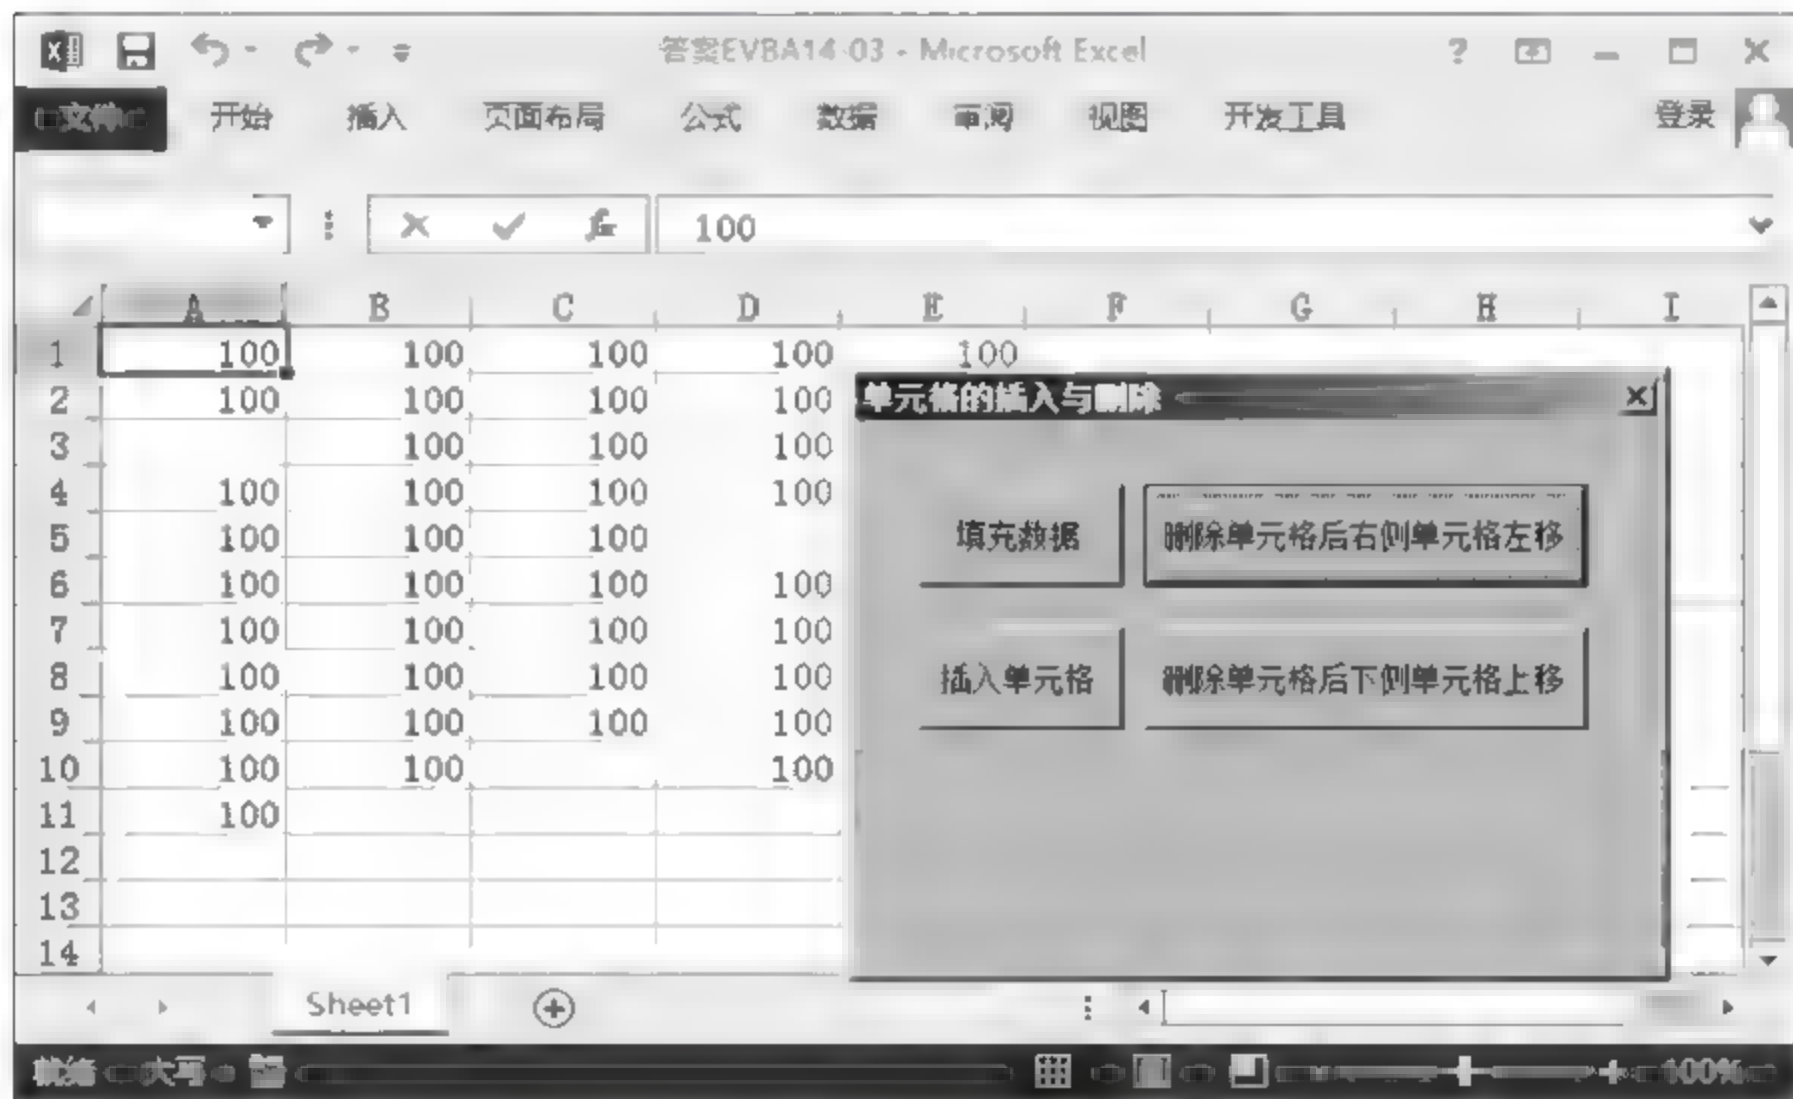 答案EVBA14-03 - Microsoft Excel
文件 开始 插入 页面布局 公式 数据 审阅 视图 开发工具 登录
100
A B C D E F G H I
1 100 100 100 100 100
2 100 100 100 100
3 100 100 100
4 100 100 100 100
5 100 100 100
6 100 100 100 100
7 100 100 100 100
8 100 100 100 100
9 100 100 100 100
10 100 100 100
11 100
12
13
14
单元格的插入与删除
填充数据 删除单元格后右侧单元格左移
插入单元格 删除单元格后下侧单元格上移
Sheet1
就绪 大写 100%